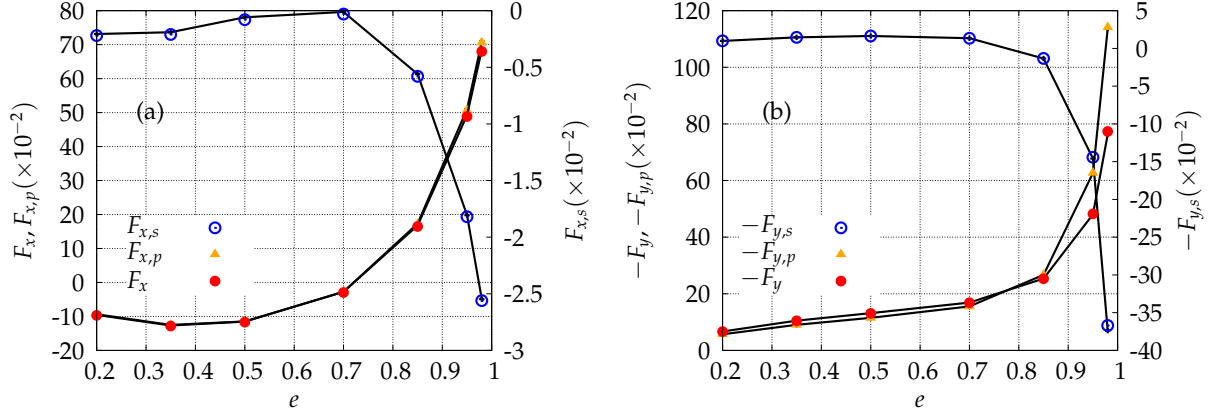 80
70
60
50
40
30
20
10
0
-10
-20
F_x, F_{x,p}(×10^{-2})
(a)
F_{x,s}
F_{x,p}
F_x
0.2 0.3 0.4 0.5 0.6 0.7 0.8 0.9 1
e
0
-0.5
-1
-1.5
-2
-2.5
-3
F_{x,s}(×10^{-2})
120
100
80
60
40
20
0
−F_y, −F_{y,p}(×10^{-2})
(b)
−F_{y,s}
−F_{y,p}
−F_y
0.2 0.3 0.4 0.5 0.6 0.7 0.8 0.9 1
e
5
0
-5
-10
-15
-20
-25
-30
-35
-40
−F_{y,s}(×10^{-2})